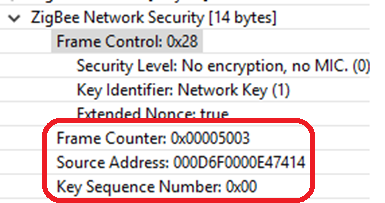 ZigBee Network Security [14 bytes]
Frame Control: 0x28
Security Level: No encryption, no MIC. (0)
Key Identifier: Network Key (1)
Extended Nonce: true
Frame Counter: 0x00005003
Source Address: 000D6F0000E47414
Key Sequence Number: 0x00